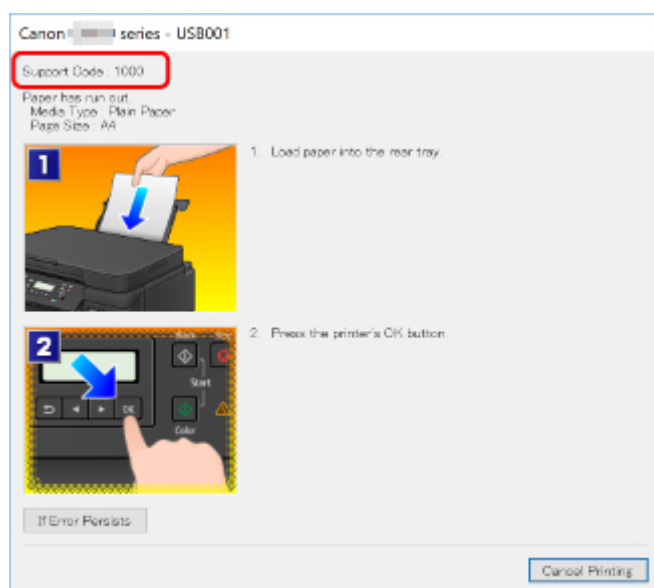 Canon series - USB001
Support Code : 1000
Paper has run out.
Media Type : Plain Paper
Page Size : A4
1
1. Load paper into the rear tray.
2
2. Press the printer's OK button.
Black
Start
OK
Color
If Error Persists
Cancel Printing